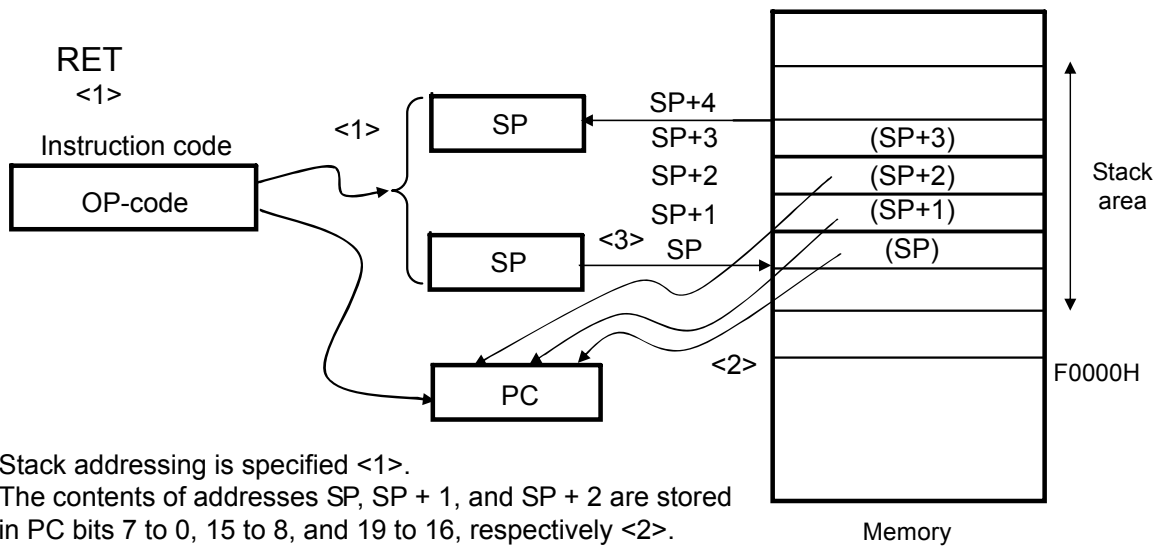 RET
<1>
Instruction code
OP-code
<1>
SP
SP
PC
SP+4
SP+3
SP+2
SP+1
<3>
SP
<2>
(SP+3)
(SP+2)
(SP+1)
(SP)
Stack
area
F0000H
Memory
Stack addressing is specified <1>.
The contents of addresses SP, SP + 1, and SP + 2 are stored
in PC bits 7 to 0, 15 to 8, and 19 to 16, respectively <2>.